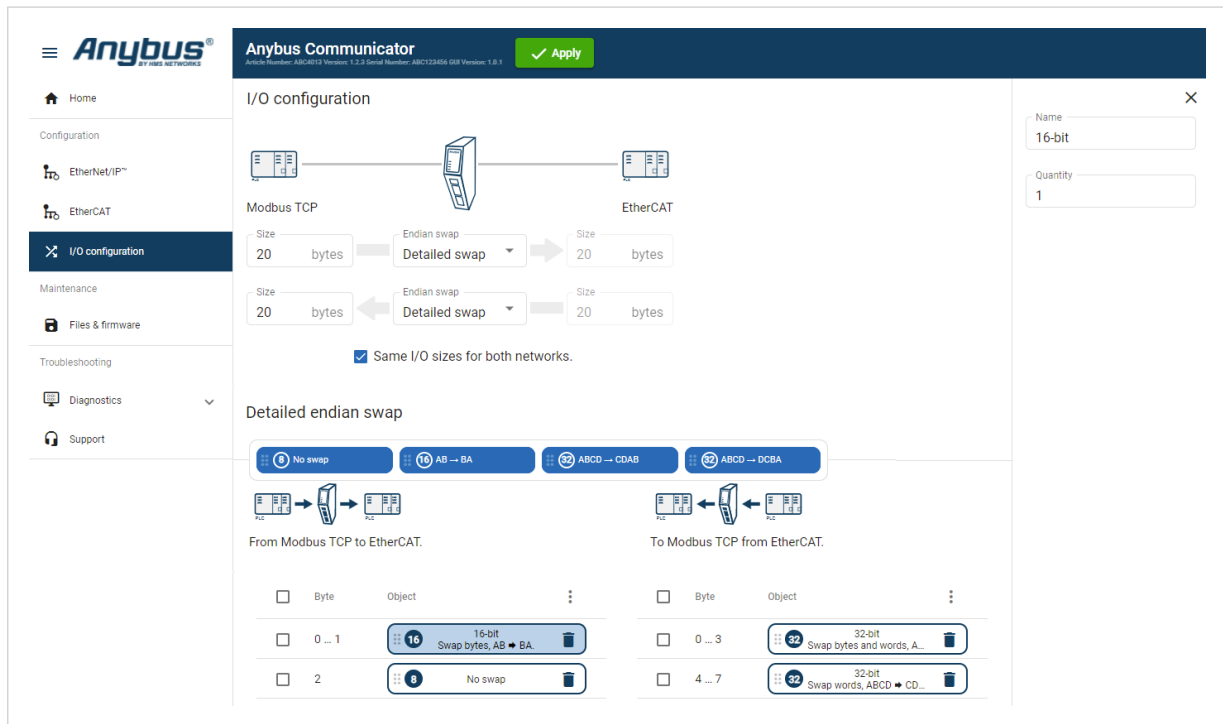 Anybus®
BY HMS NETWORKS
Anybus Communicator
Article Number: ABC4013 Version: 1.2.3 Serial Number: ABC123456 GUI Version: 1.0.1
Apply
Home
Configuration
EtherNet/IP™
EtherCAT
I/O configuration
Maintenance
Files & firmware
Troubleshooting
Diagnostics
Support
I/O configuration
PLC PLC
Modbus TCP EtherCAT
Size Endian swap Size
20 bytes Detailed swap 20 bytes
Size Endian swap Size
20 bytes Detailed swap 20 bytes
Same I/O sizes for both networks.
Detailed endian swap
8 No swap 16 AB → BA 32 ABCD → CDAB 32 ABCD → DCBA
PLC PLC PLC PLC
From Modbus TCP to EtherCAT. To Modbus TCP from EtherCAT.
Byte Object Byte Object
0 ... 1 16 16-bit
Swap bytes, AB ➡ BA.
0 ... 3 32 32-bit
Swap bytes and words, A...
2 8 No swap
4 ... 7 32 32-bit
Swap words, ABCD ➡ CD...
Name
16-bit
Quantity
1